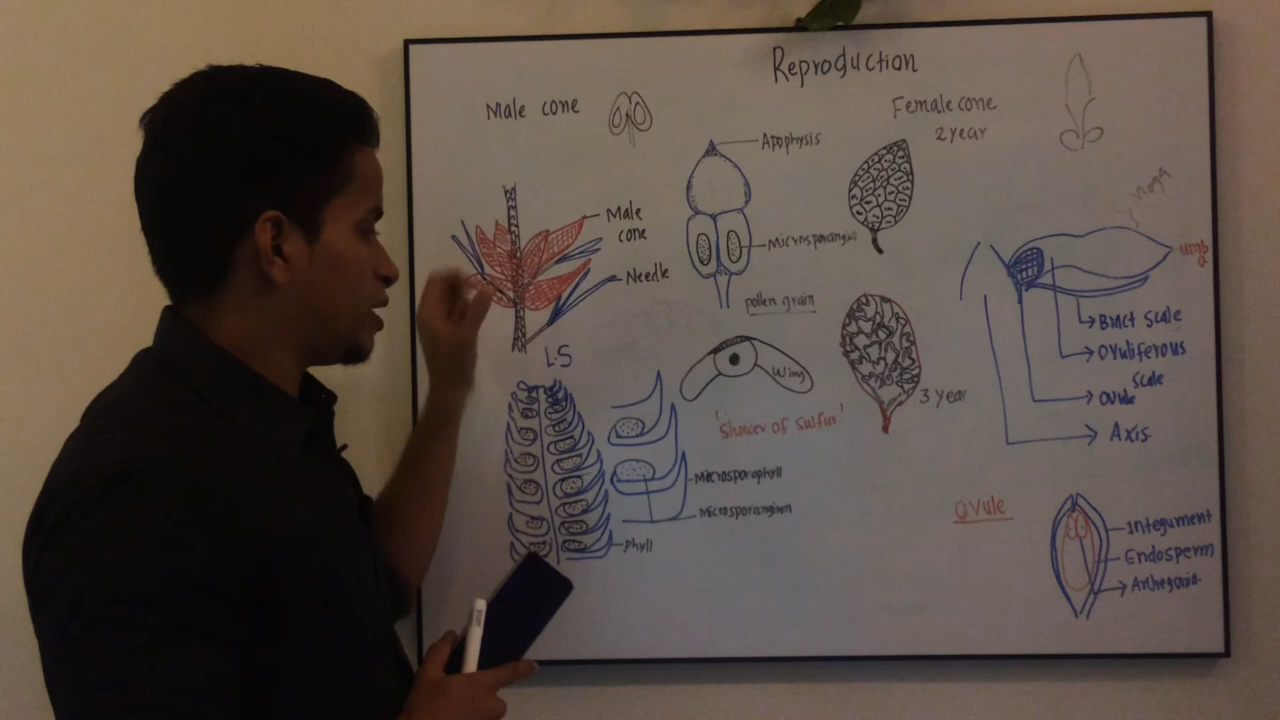 Reproduction
Male cone
Female cone
2 year
Apophysis
Male
cone
Microsporangium
Needle
pollen grain
L.S
Wing
'Shower of sulfur'
3 year
Microsporophyll
microsporangium
phyll
Bract scale
Ovuliferous
scale
ovule
Axis.
Ovule
Integument
Endosperm